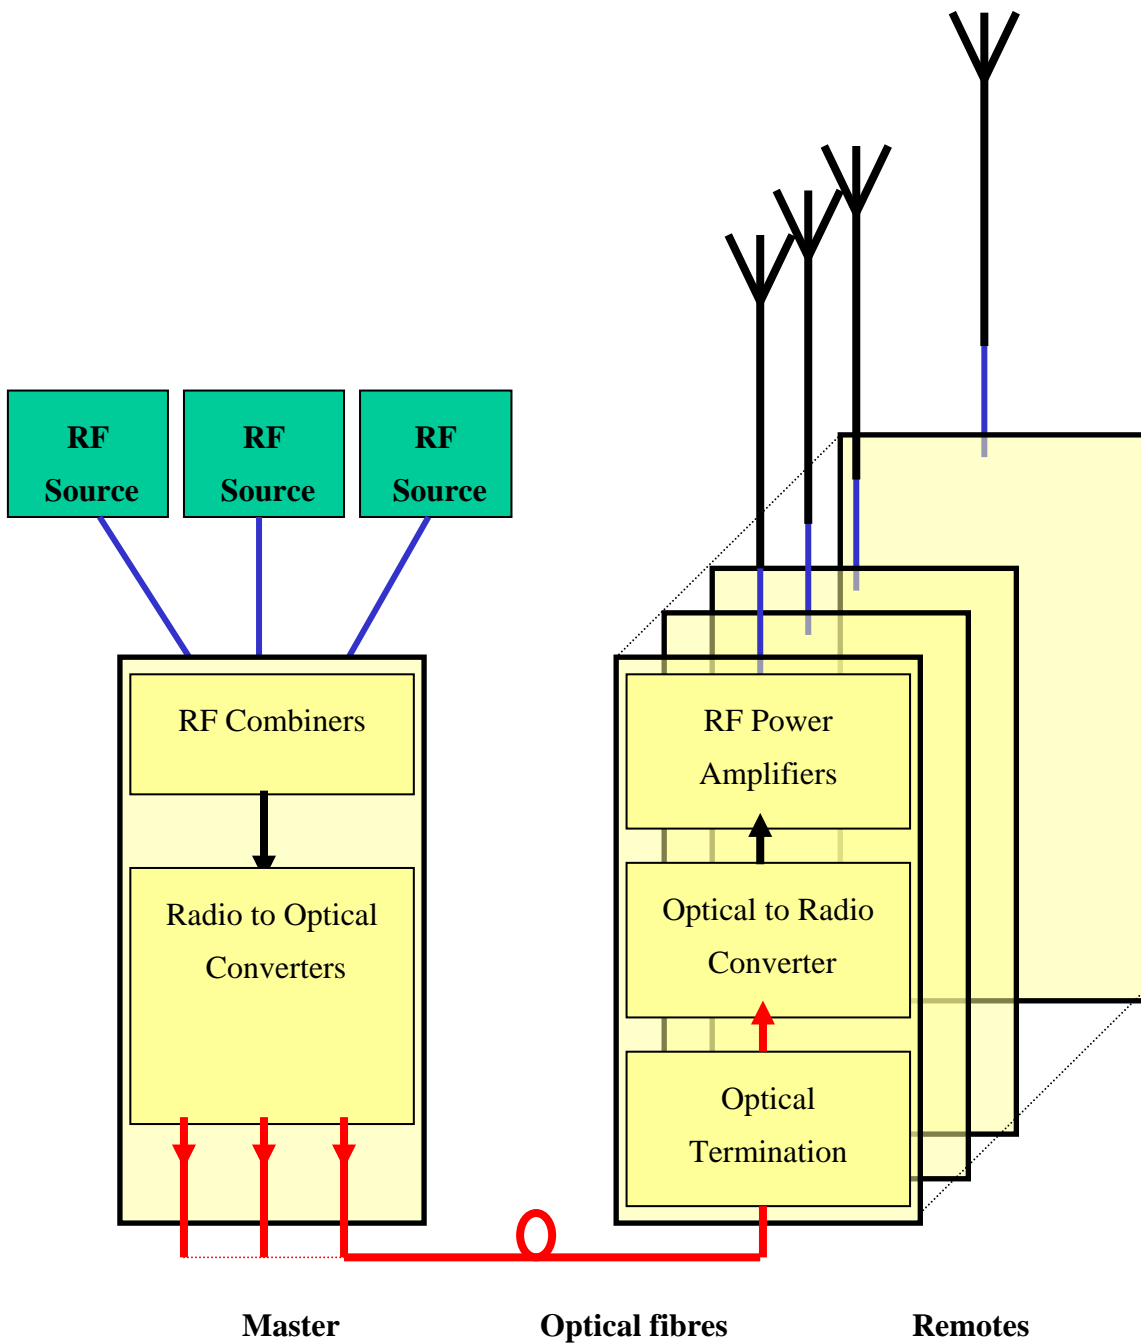 RF
Source
RF
Source
RF
Source
RF Combiners
Radio to Optical
Converters
RF Power
Amplifiers
Optical to Radio
Converter
Optical
Termination
Master
Optical fibres
Remotes